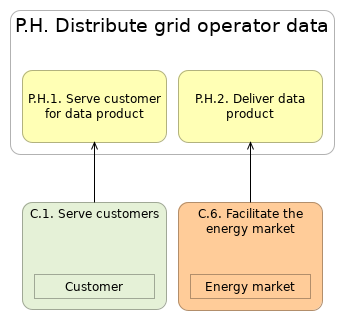 P.H. Distribute grid operator data
P.H.1. Serve customer
for data product
P.H.2. Deliver data
product
C.1. Serve customers
Customer
C.6. Facilitate the
energy market
Energy market